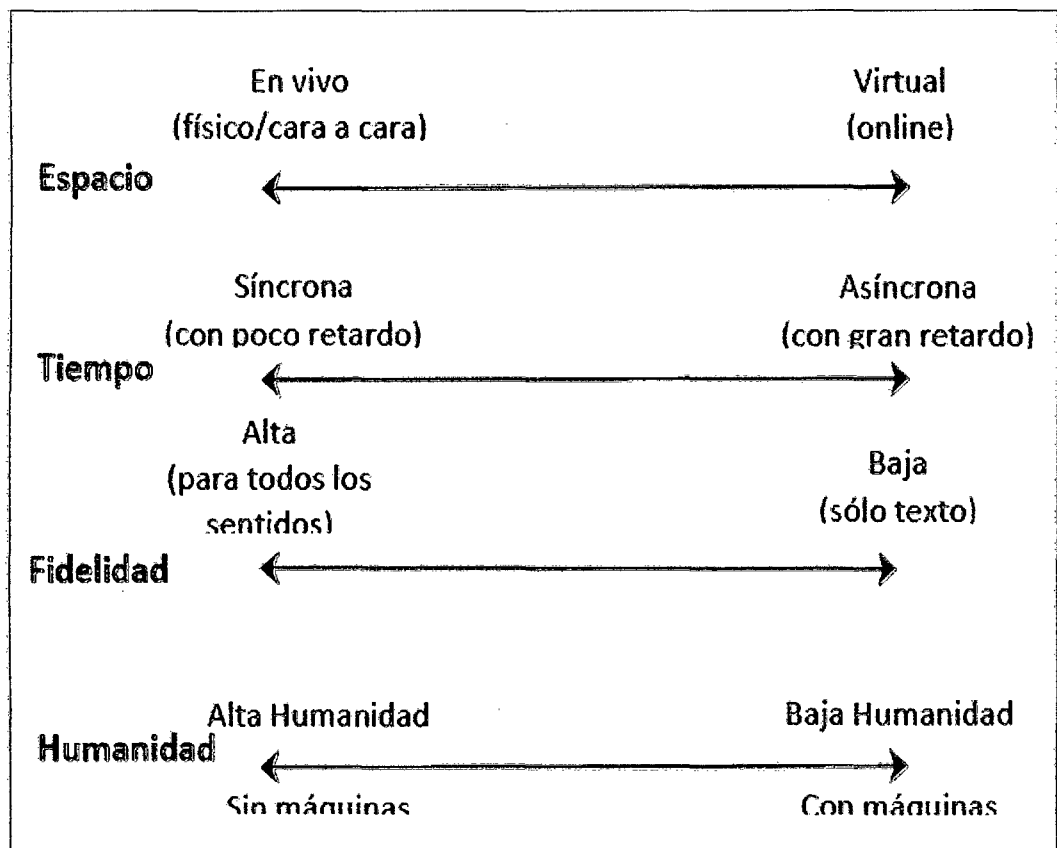 En vivo
(físico/cara a cara)
Virtual
(online)
Espacio
Síncrona
(con poco retardo)
Asíncrona
(con gran retardo)
Tiempo
Alta
(para todos los
sentidos)
Baja
(sólo texto)
Fidelidad
Alta Humanidad
Baja Humanidad
Humanidad
Sin máquinas
Con máquinas